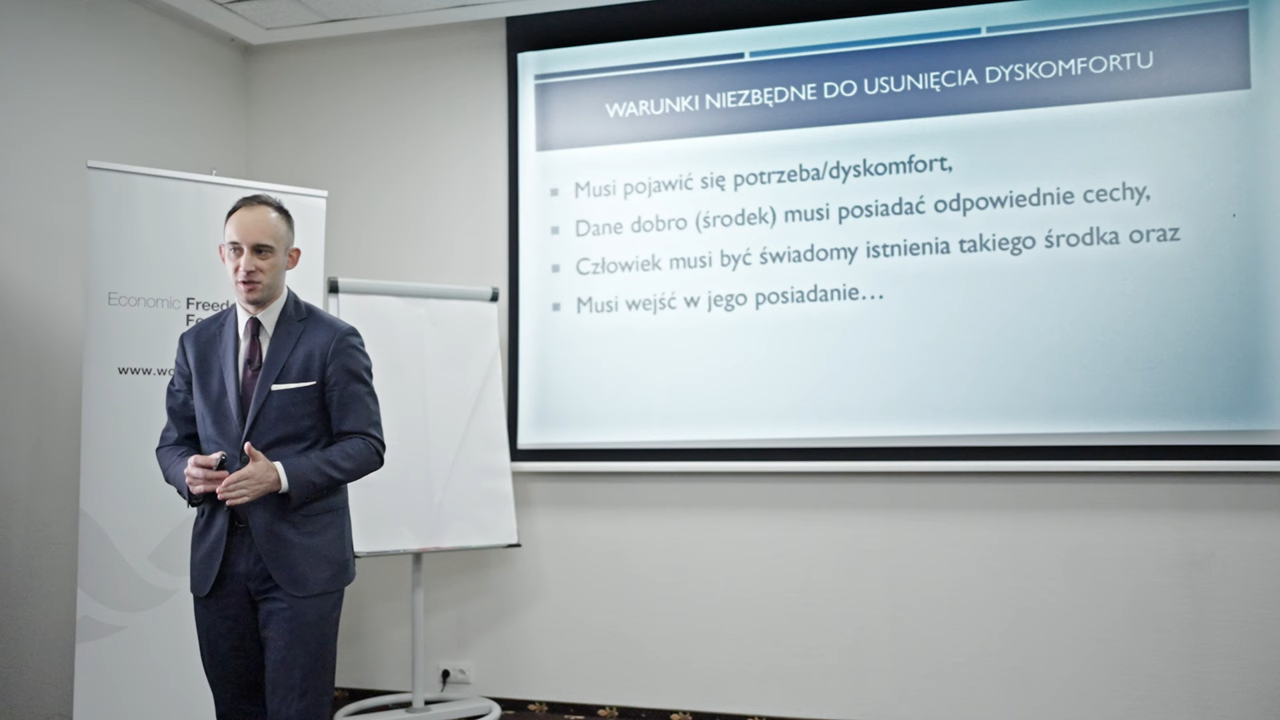 WARUNKI NIEZBĘDNE DO USUNIĘCIA DYSKOMFORTU
Musi pojawić się potrzeba/dyskomfort,
Dane dobro (środek) musi posiadać odpowiednie cechy,
Człowiek musi być świadomy istnienia takiego środka oraz
Musi wejść w jego posiadanie…
Economic
www.